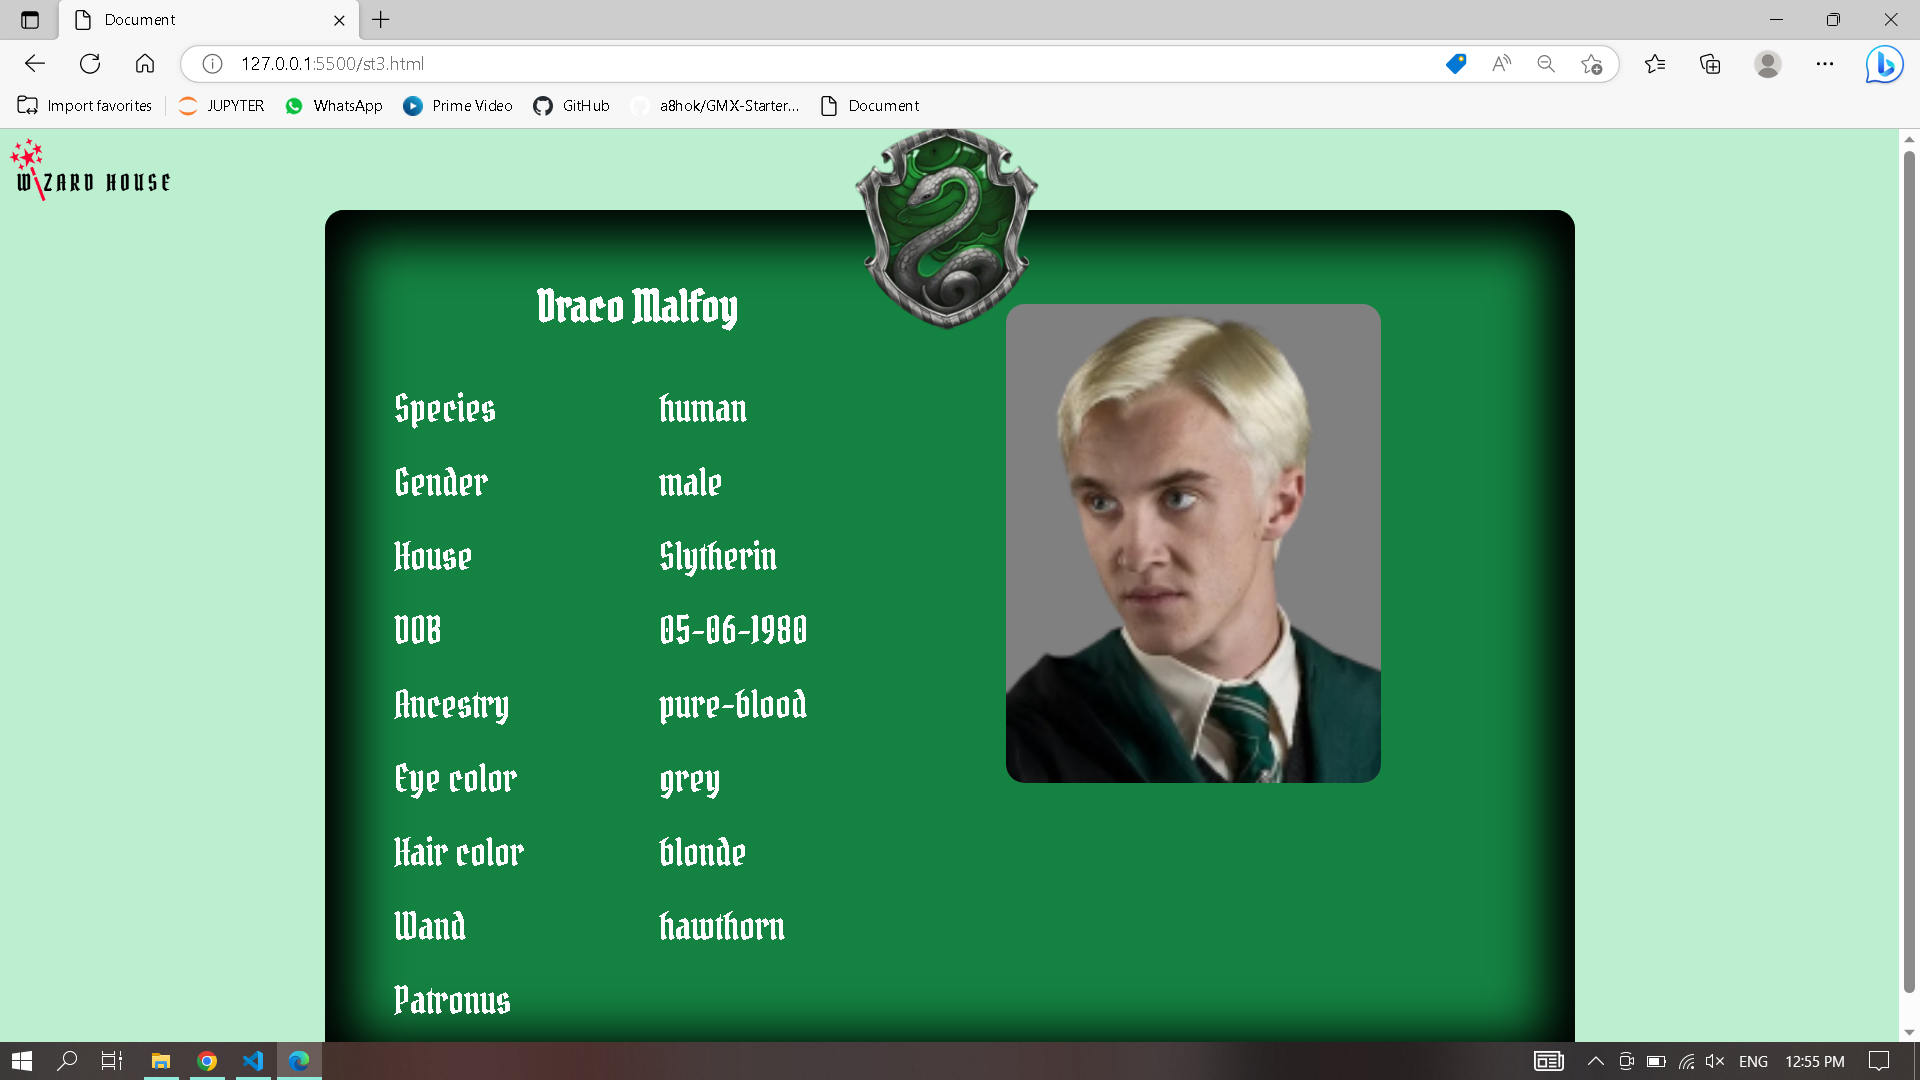 Document
127.0.0.1:5500/st3.html
Import favorites JUPYTER WhatsApp Prime Video GitHub a8hok/GMX-Starter... Document
WIZARD HOUSE
Draco Malfoy
Species human
Gender male
House Slytherin
DOB 05-06-1980
Ancestry pure-blood
Eye color grey
Hair color blonde
Wand hawthorn
Patronus
ENG 12:55 PM